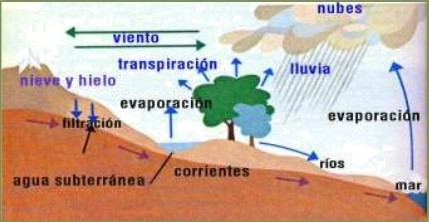 nubes
viento
transpiración
lluvia
nieve y hielo
evaporación
evaporación
filtración
ríos
agua subterránea
corrientes
mar